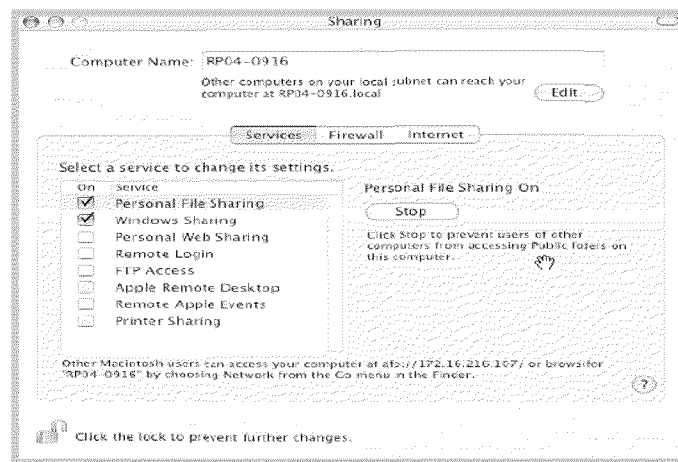 Sharing
Computer Name: RP04-0916
Other computers on your local subnet can reach your
computer at RP04-0916.local
Edit
Services Firewall Internet
Select a service to change its settings.
On Service
Personal File Sharing
Windows Sharing
Personal Web Sharing
Remote Login
FTP Access
Apple Remote Desktop
Remote Apple Events
Printer Sharing
Personal File Sharing On
Stop
Click Stop to prevent users of other
computers from accessing Public on
this computer.
Other Macintosh users can access your computer at afp://172.16.216.107/ or browse for
"RP04-0916" by choosing Network from the Go menu in the Finder.
?
Click the lock to prevent further changes.